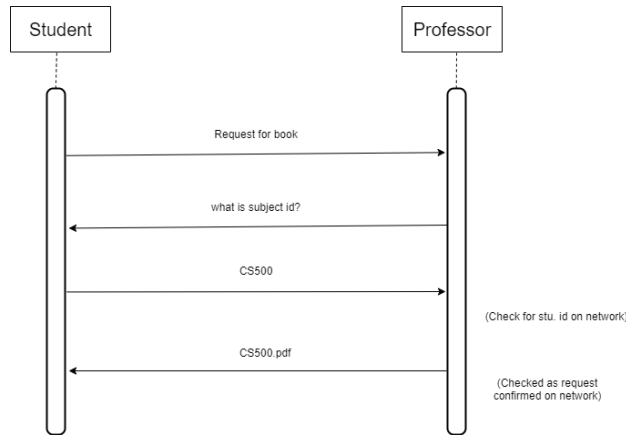 Student
Professor
Request for book
what is subject id?
CS500
(Check for stu. id on network)
CS500.pdf
(Checked as request
confirmed on network)